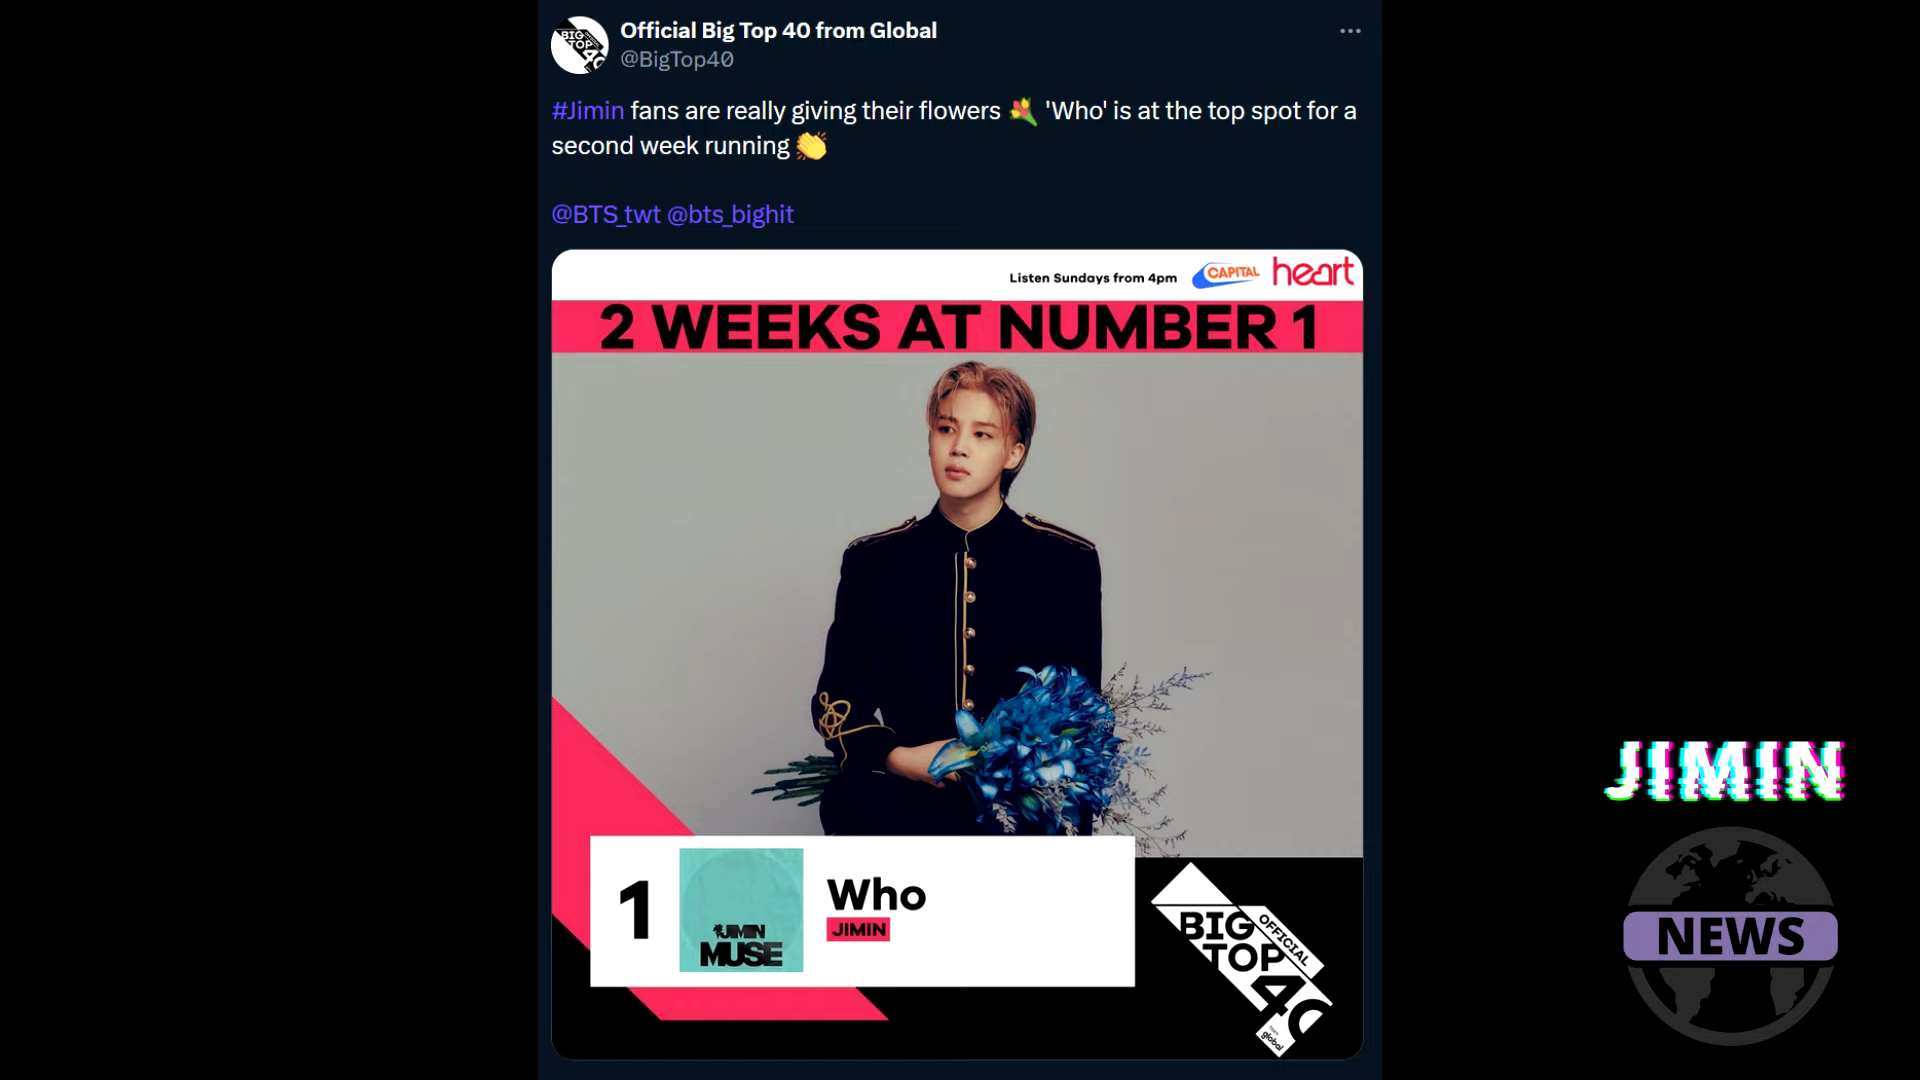 Official Big Top 40 from Global
@BigTop40
#Jimin fans are really giving their flowers 💐 'Who' is at the top spot for a
second week running 👏
@BTS_twt @bts_bighit
Listen Sundays from 4pm CAPITAL heart
2 WEEKS AT NUMBER 1
1
JIMIN
MUSE
Who
JIMIN
BIG
TOP
40
OFFICIAL
from
global
JIMIN
NEWS